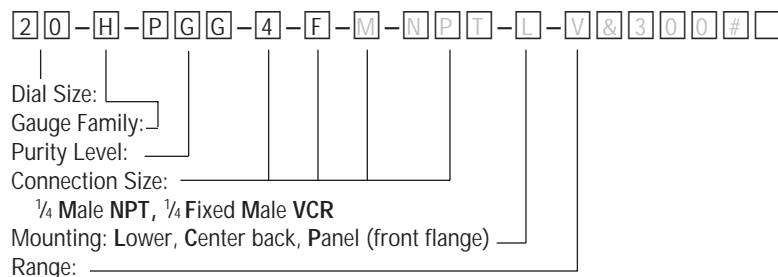 20-H-PGG-4-F-M-NPT-L-V&300#
Dial Size:
Gauge Family:
Purity Level:
Connection Size:
¼ Male NPT, ¼ Fixed Male VCR
Mounting: Lower, Center back, Panel (front flange)
Range: